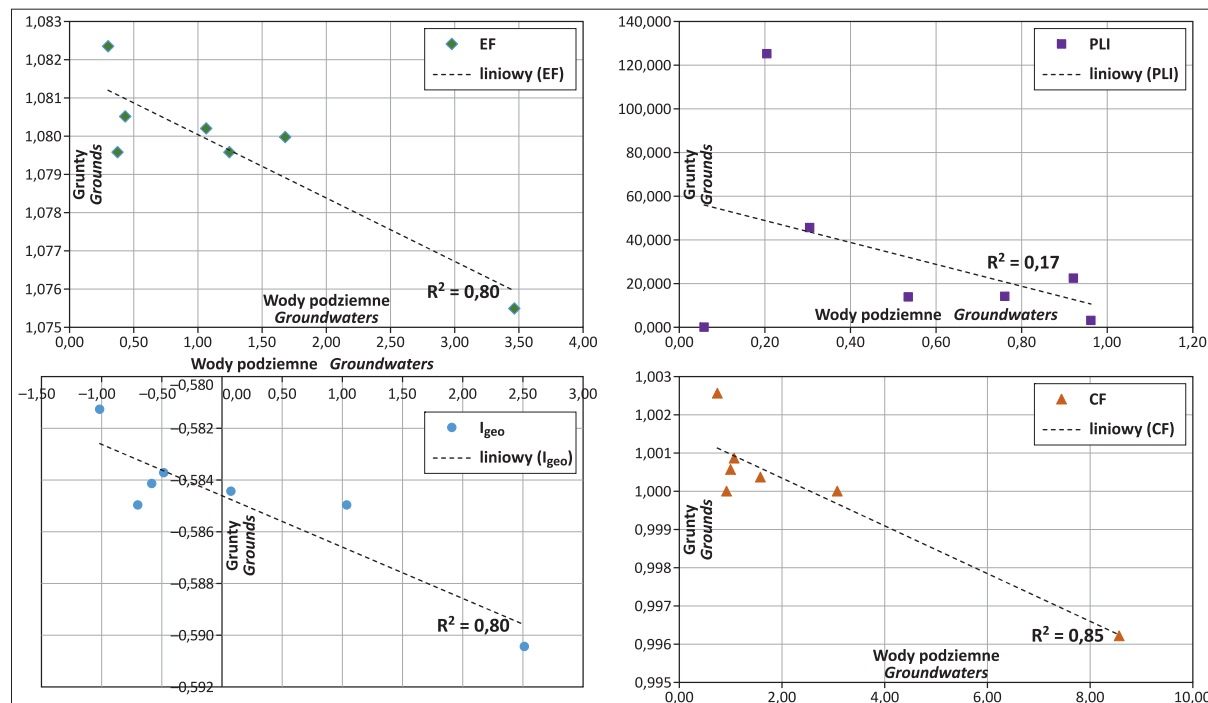 1,083
1,082
1,081
1,080
1,079
1,078
1,077
1,076
1,075
Grunty
Grounds
EF
liniowy (EF)
R² = 0,80
Wody podziemne
Groundwaters
0,00 0,50 1,00 1,50 2,00 2,50 3,00 3,50 4,00
140,000
120,000
100,000
80,000
60,000
40,000
20,000
0,000
Grunty
Grounds
PLI
liniowy (PLI)
R² = 0,17
Wody podziemne Groundwaters
0,00 0,20 0,40 0,60 0,80 1,00 1,20
Wody podziemne Groundwaters
–1,50 –1,00 –0,50 0,00 0,50 1,00 1,50 2,00 2,50 3,00
–0,580
–0,582
–0,584
–0,586
–0,588
–0,590
–0,592
Grunty
Grounds
Igeo
liniowy (Igeo)
R² = 0,80
1,003
1,002
1,001
1,000
0,999
0,998
0,997
0,996
0,995
Grunty
Grounds
CF
liniowy (CF)
R² = 0,85
Wody podziemne
Groundwaters
0,00 2,00 4,00 6,00 8,00 10,00